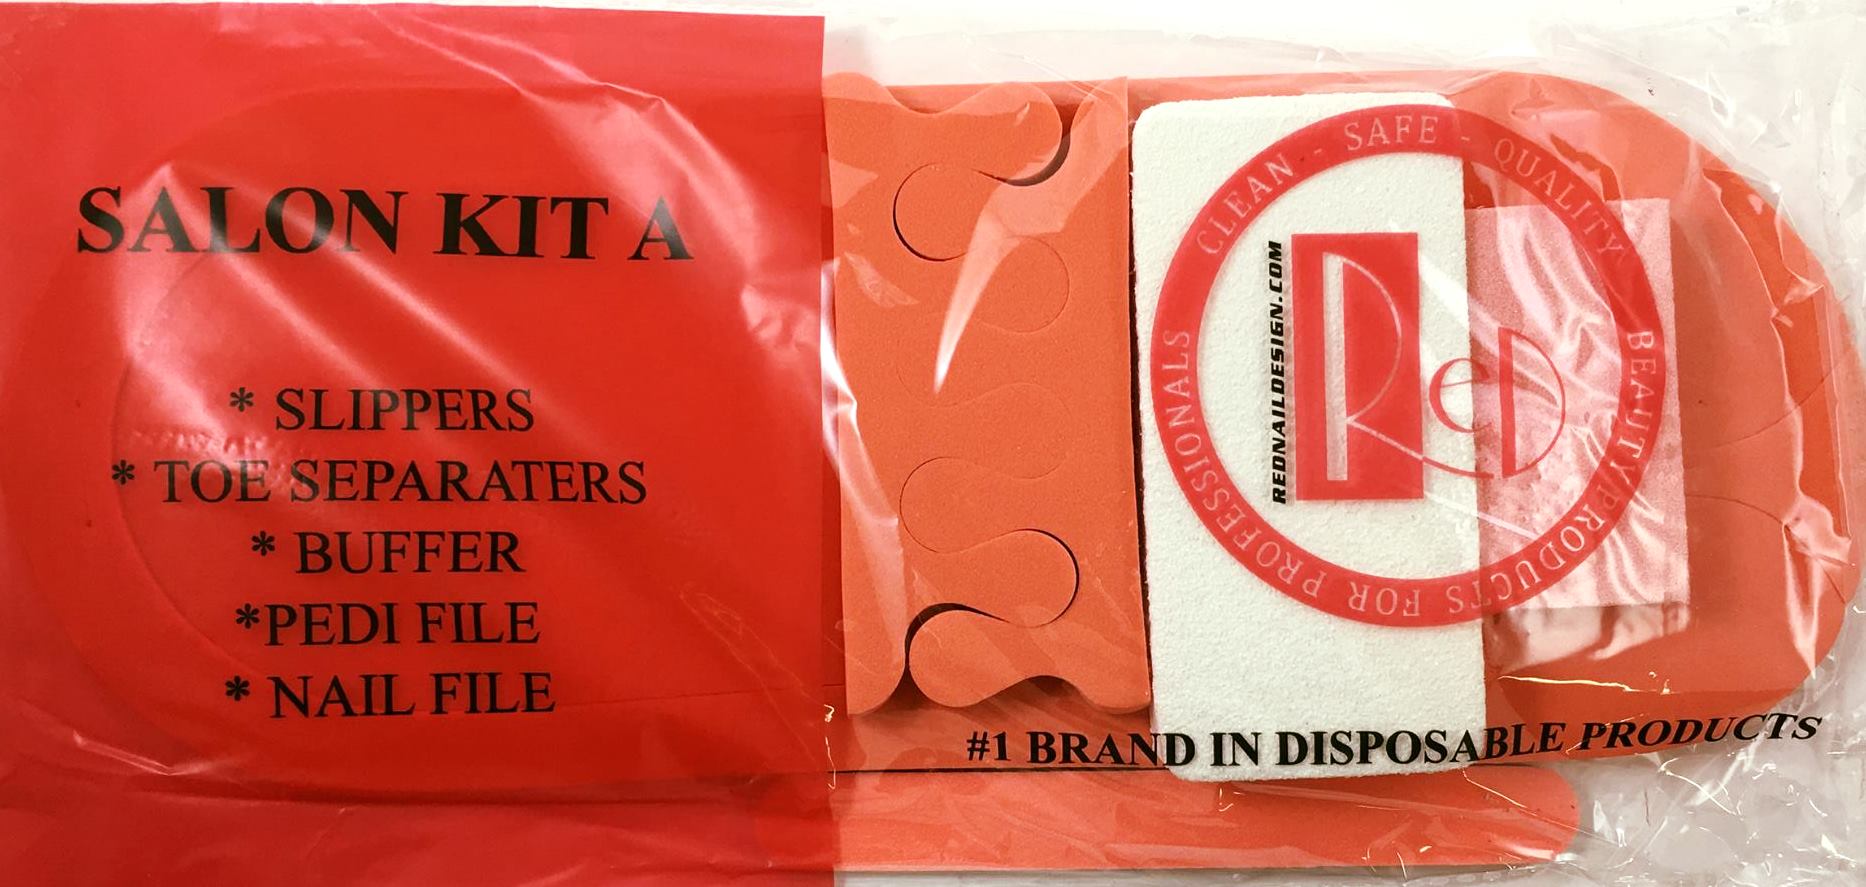 SALON KIT A
* SLIPPERS
* TOE SEPARATERS
* BUFFER
*PEDI FILE
* NAIL FILE
CLEAN - SAFE - QUALITY
BEAUTY PRODUCTS FOR PROFESSIONALS
REDNAILDESIGN.COM
ReD
#1 BRAND IN DISPOSABLE PRODUCTS